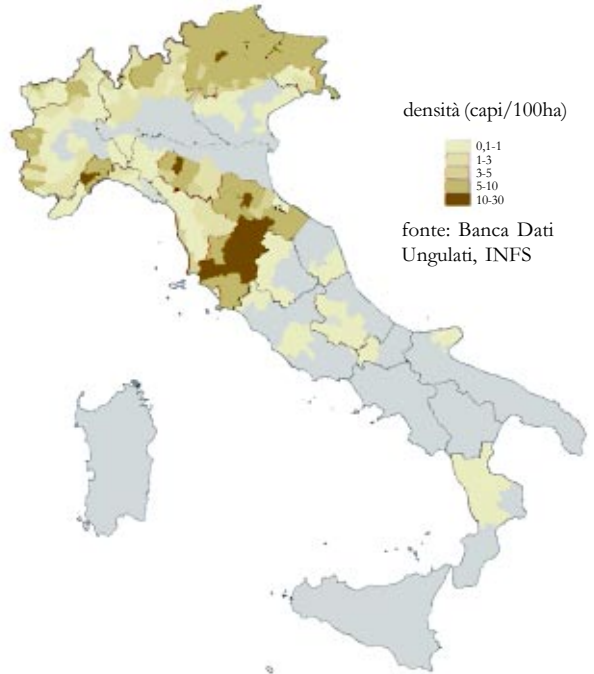 densità (capi/100ha)
0,1-1
1-3
3-5
5-10
10-30
fonte: Banca Dati
Ungulati, INFS